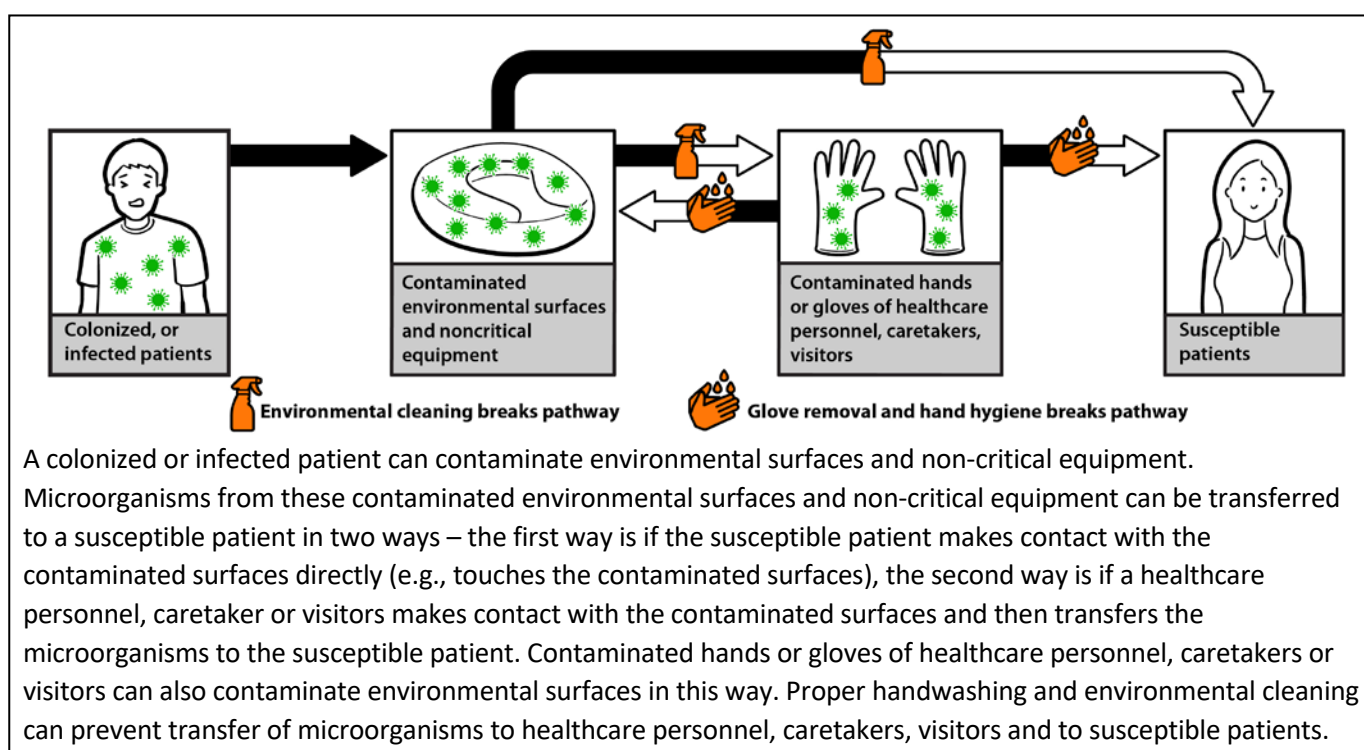 Colonized, or
infected patients
Contaminated
environmental surfaces
and noncritical
equipment
Contaminated hands
or gloves of healthcare
personnel, caretakers,
visitors
Susceptible
patients
Environmental cleaning breaks pathway
Glove removal and hand hygiene breaks pathway
A colonized or infected patient can contaminate environmental surfaces and non-critical equipment.
Microorganisms from these contaminated environmental surfaces and non-critical equipment can be transferred
to a susceptible patient in two ways – the first way is if the susceptible patient makes contact with the
contaminated surfaces directly (e.g., touches the contaminated surfaces), the second way is if a healthcare
personnel, caretaker or visitors makes contact with the contaminated surfaces and then transfers the
microorganisms to the susceptible patient. Contaminated hands or gloves of healthcare personnel, caretakers or
visitors can also contaminate environmental surfaces in this way. Proper handwashing and environmental cleaning
can prevent transfer of microorganisms to healthcare personnel, caretakers, visitors and to susceptible patients.